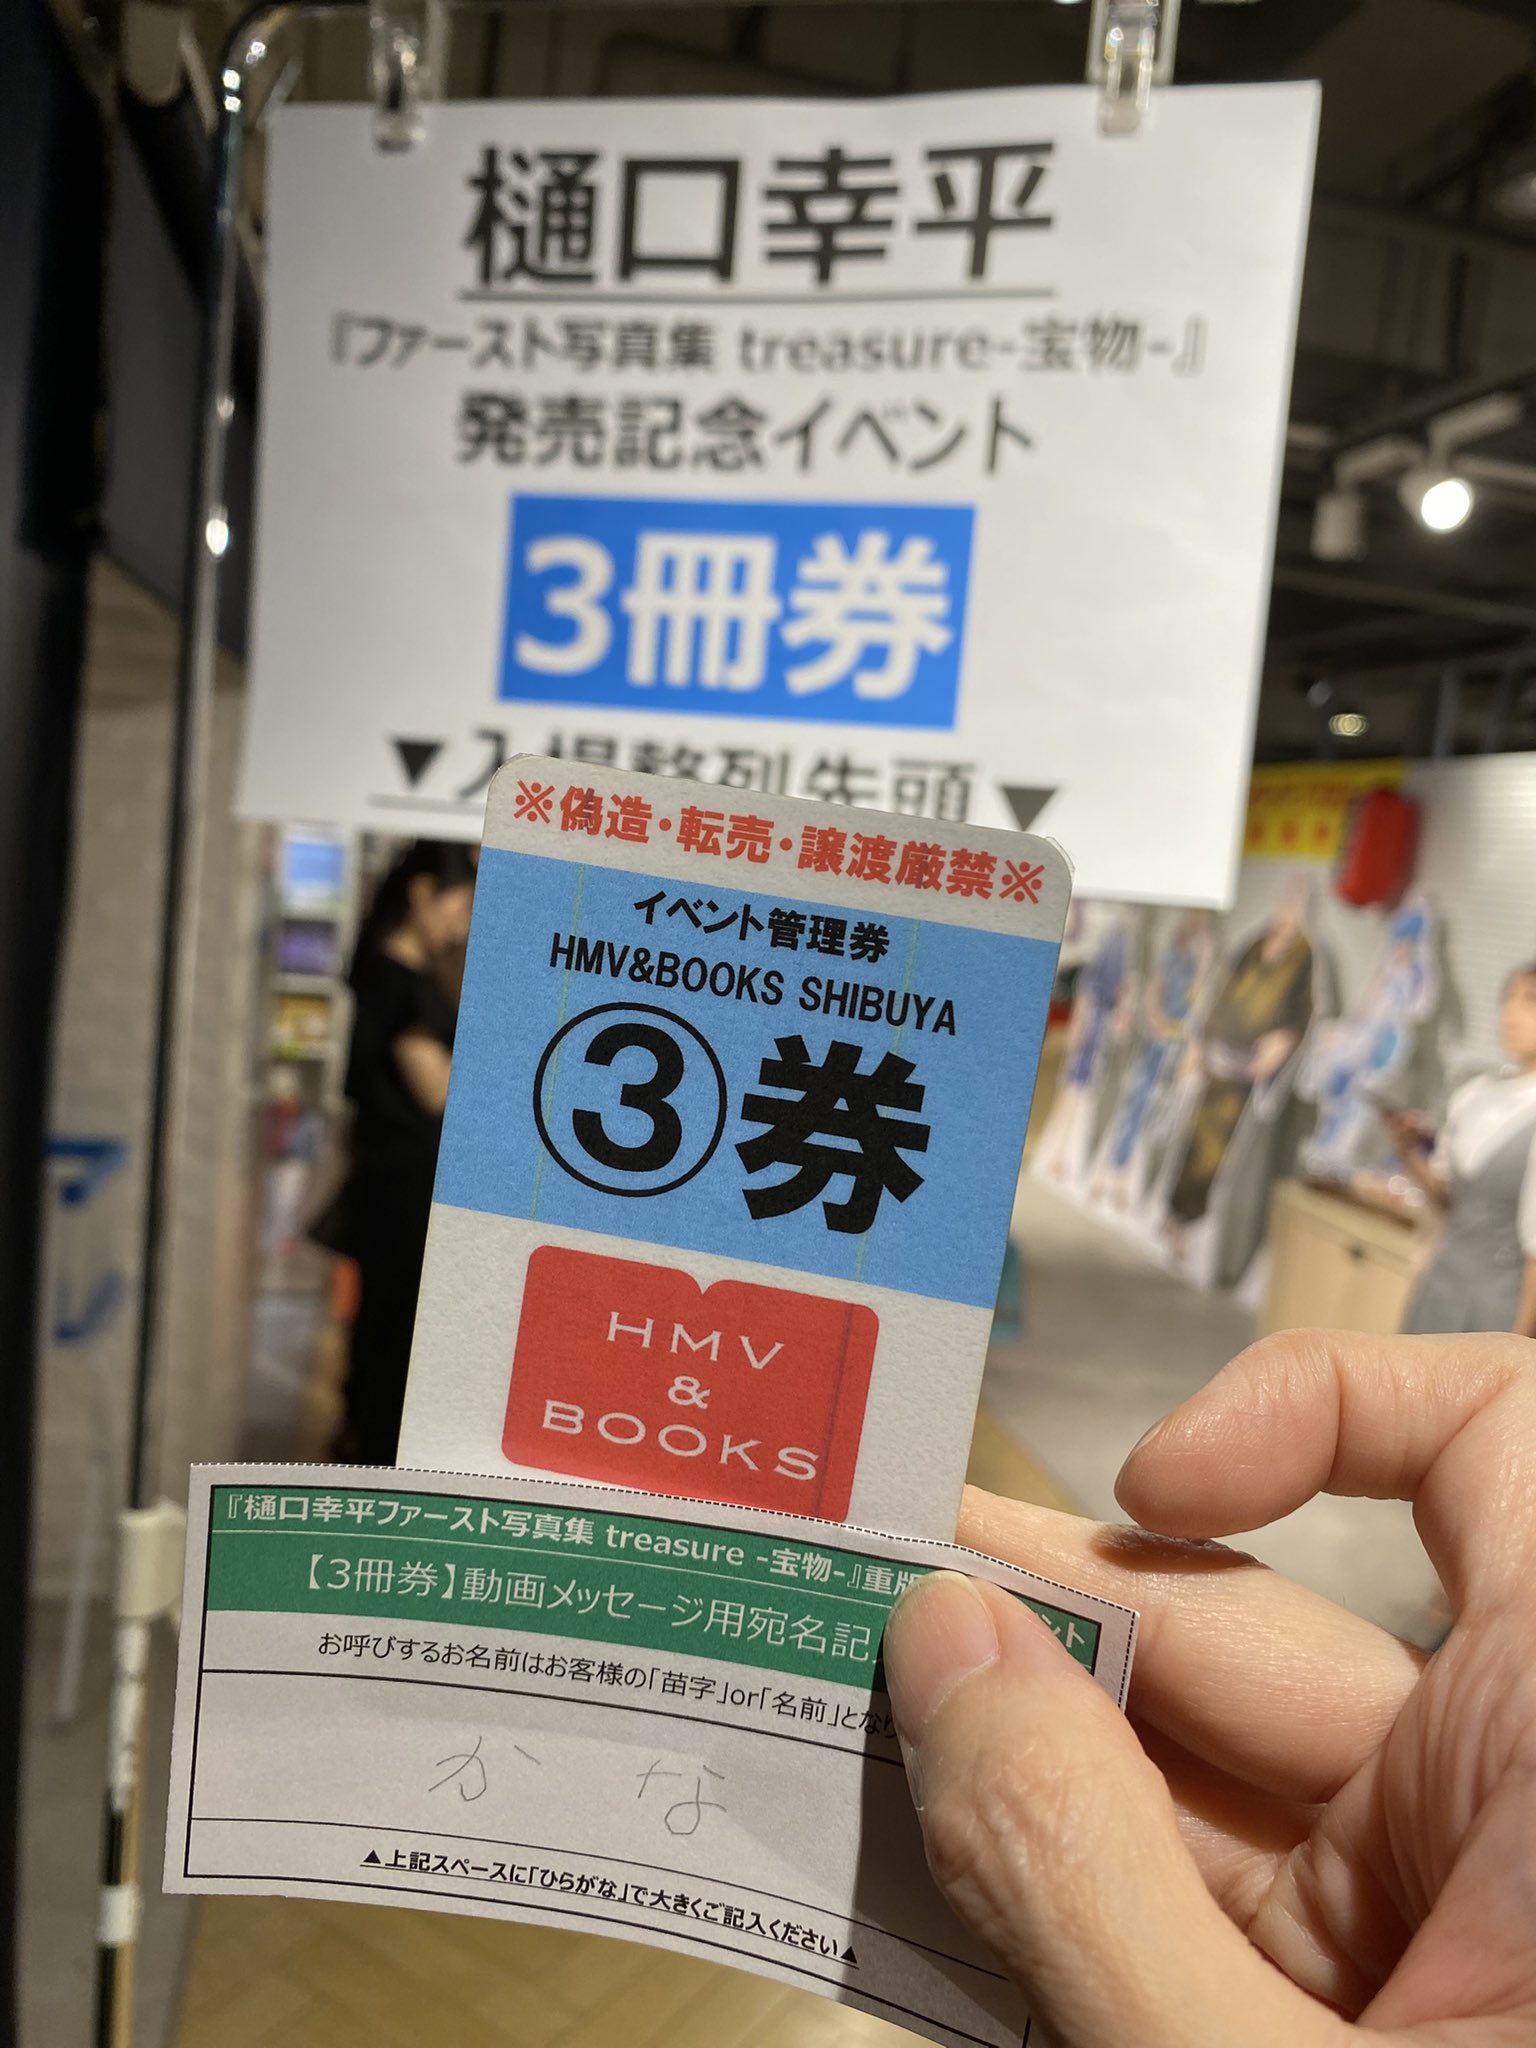 樋口幸平
『ファースト写真集 treasure-宝物-』
発売記念イベント
3冊券
▼入場整列先頭▼
※偽造・転売・譲渡厳禁※
イベント管理券
HMV&BOOKS SHIBUYA
③券
HMV
&
BOOKS
『樋口幸平ファースト写真集 treasure -宝物-』重版
【3冊券】動画メッセージ用宛名記
お呼びするお名前はお客様の「苗字」or「名前」となり
かな
▲上記スペースに「ひらがな」で大きくご記入ください▲